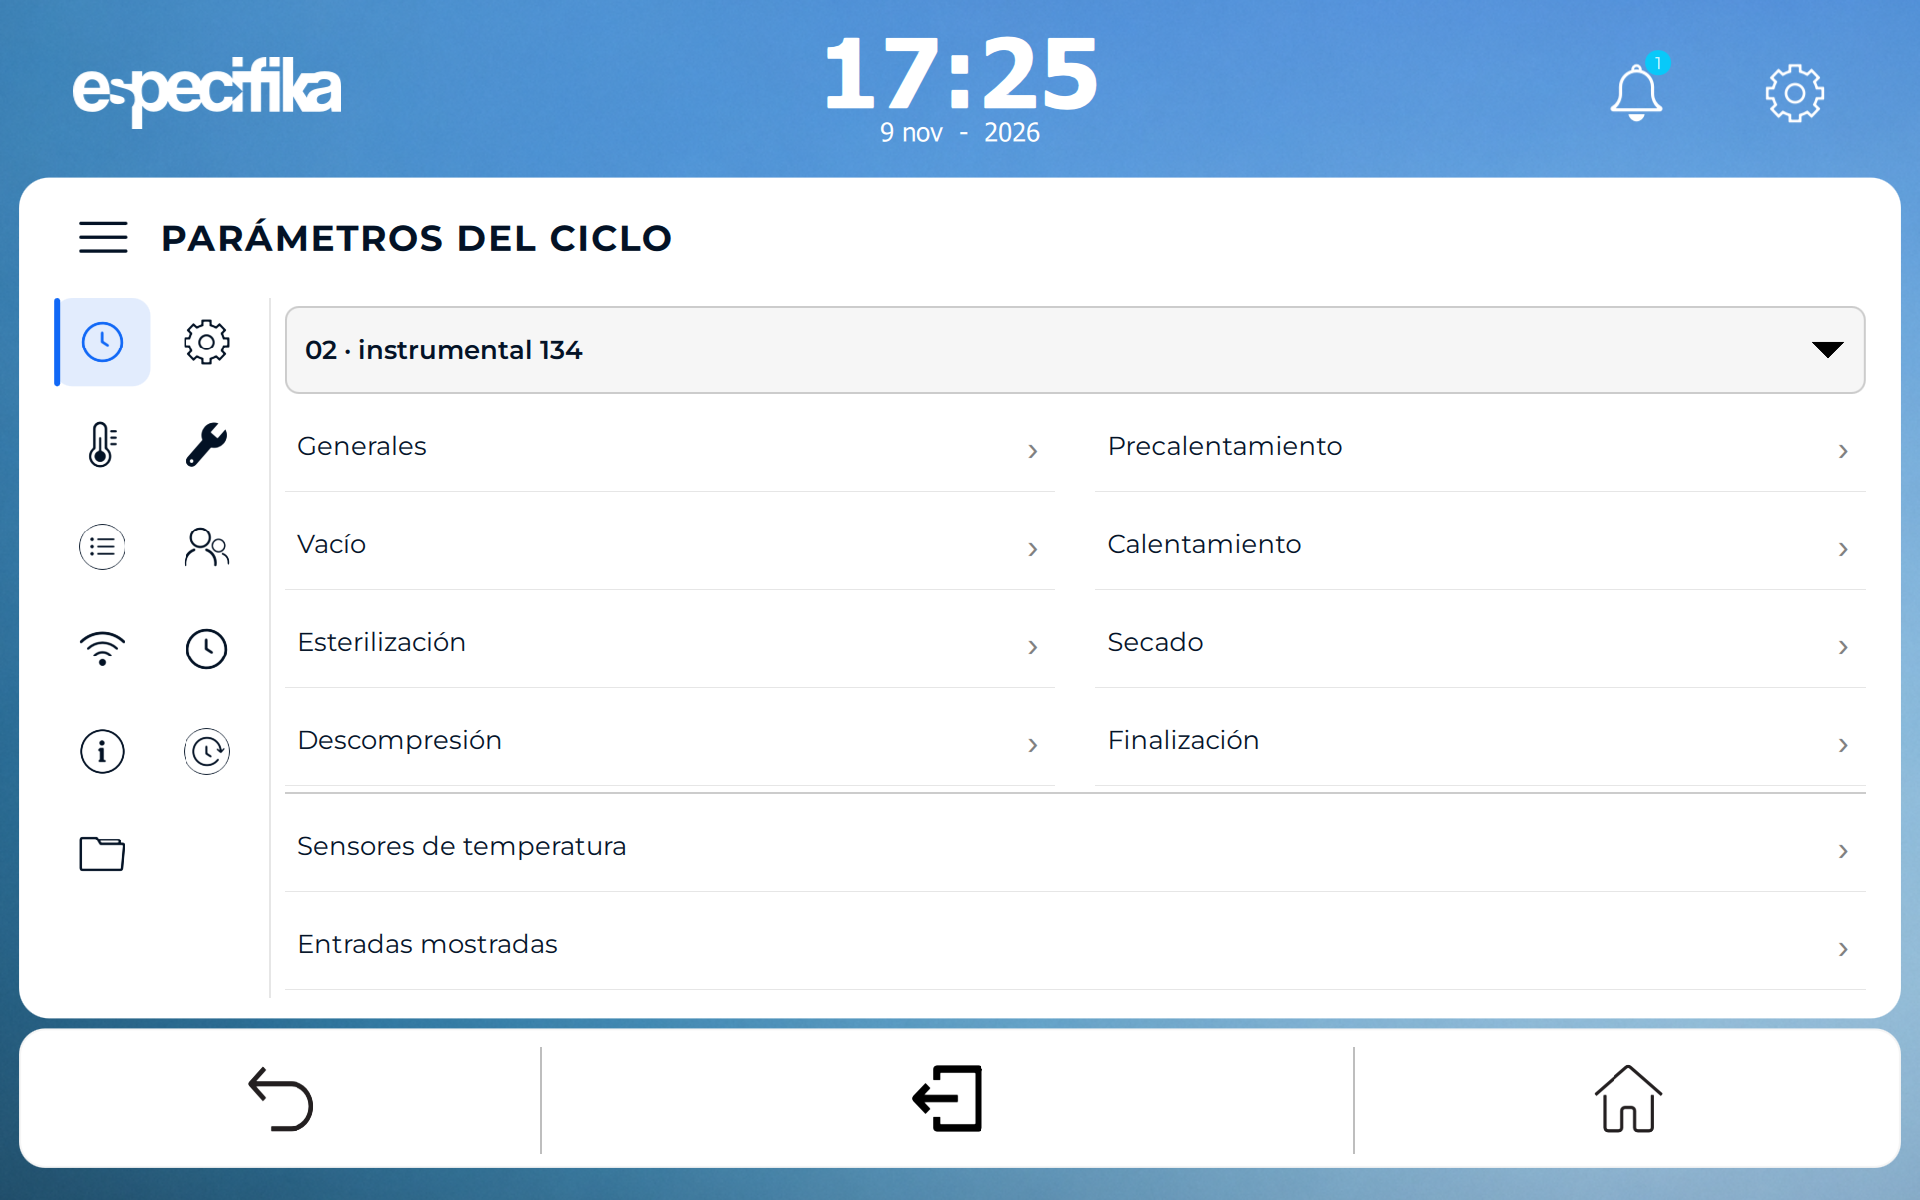 especifika
17:25
9 nov - 2026
1
PARÁMETROS DEL CICLO
02 · instrumental 134
Generales
Precalentamiento
Vacío
Calentamiento
Esterilización
Secado
Descompresión
Finalización
Sensores de temperatura
Entradas mostradas